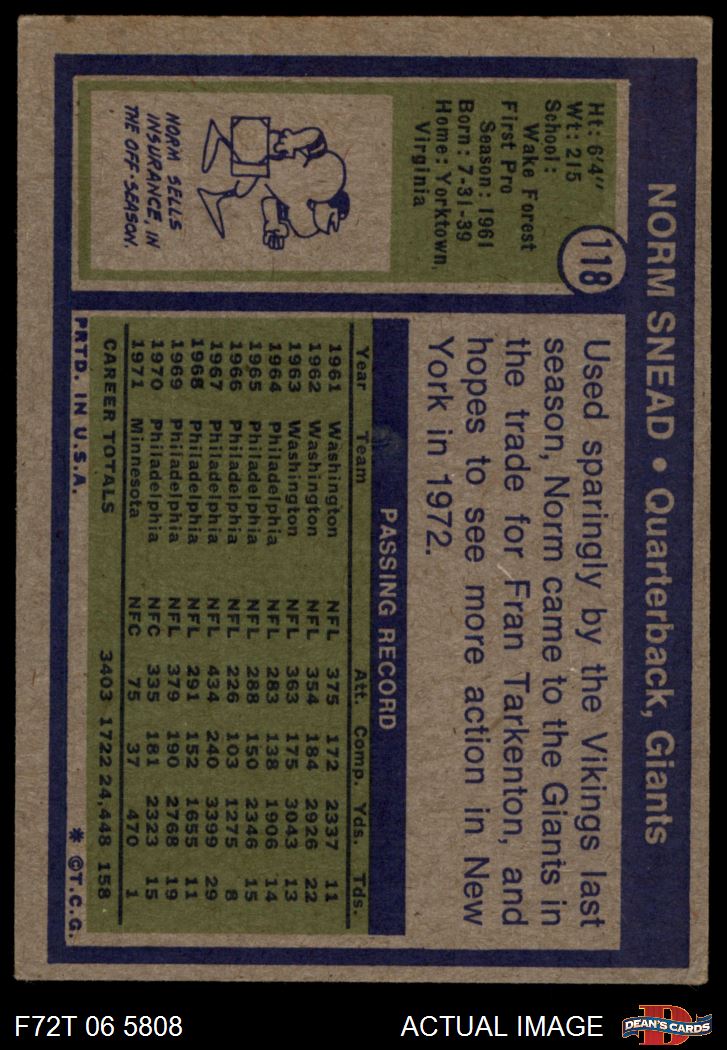 NORM SNEAD • Quarterback, Giants
118
Ht: 6'4"
Wt: 215
School:
Wake Forest
First Pro
Season: 1961
Born: 7-31-39
Home: Yorktown,
Virginia
NORM SELLS
INSURANCE, IN
THE OFF-SEASON.
Used sparingly by the Vikings last
season, Norm came to the Giants in
the trade for Fran Tarkenton, and
hopes to see more action in New
York in 1972.
PASSING RECORD
Year Team Att. Comp. Yds. Tds.
1961 Washington NFL 375 172 2337 11
1962 Washington NFL 354 184 2926 22
1963 Washington NFL 363 175 3043 13
1964 Philadelphia NFL 283 138 1906 14
1965 Philadelphia NFL 288 150 2346 15
1966 Philadelphia NFL 226 103 1275 8
1967 Philadelphia NFL 434 240 3399 29
1968 Philadelphia NFL 291 152 1655 11
1969 Philadelphia NFL 379 190 2768 19
1970 Philadelphia NFC 335 181 2323 15
1971 Minnesota NFC 75 37 470 1
CAREER TOTALS 3403 1722 24,448 158
PRTD. IN U.S.A. * ©T.C.G.
F72T 06 5808 ACTUAL IMAGE
D
DEAN'S CARDS